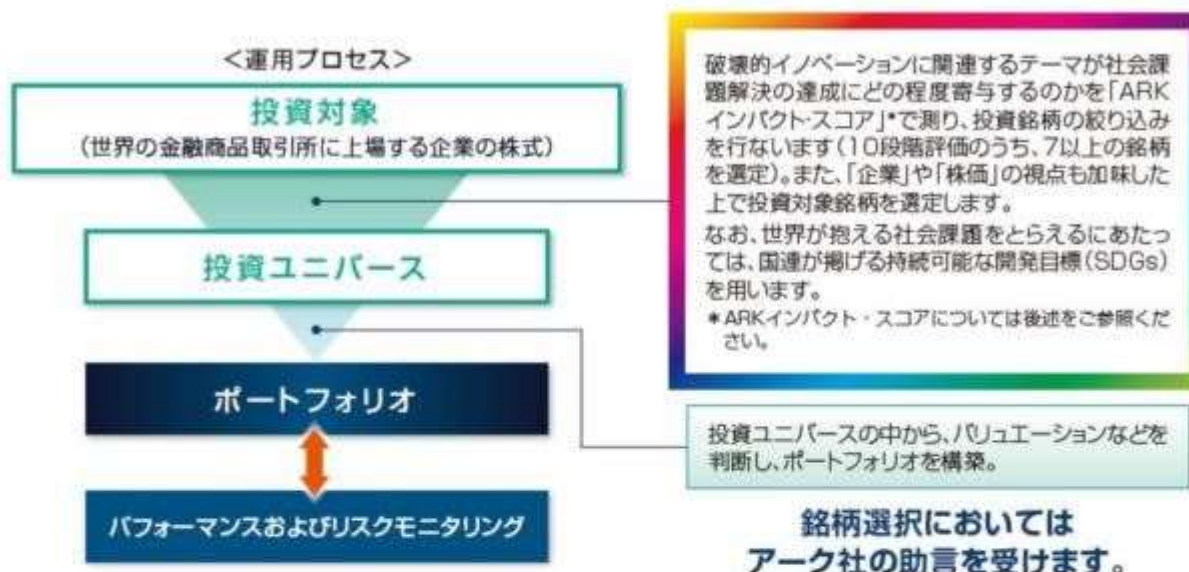 ＜運用プロセス＞
投資対象
（世界の金融商品取引所に上場する企業の株式）
投資ユニバース
ポートフォリオ
パフォーマンスおよびリスクモニタリング
破壊的イノベーションに関連するテーマが社会課
題解決の達成にどの程度寄与するのかを「ARK
インパクト・スコア」*で測り、投資銘柄の絞り込み
を行ないます（10段階評価のうち、7以上の銘柄
を選定）。また、「企業」や「株価」の視点も加味した
上で投資対象銘柄を選定します。
なお、世界が抱える社会課題をとらえるにあたっ
ては、国連が掲げる持続可能な開発目標（SDGs）
を用います。
*ARKインパクト・スコアについては後述をご参照くだ
さい。
投資ユニバースの中から、バリュエーションなどを
判断し、ポートフォリオを構築。
銘柄選択においては
アーク社の助言を受けます。